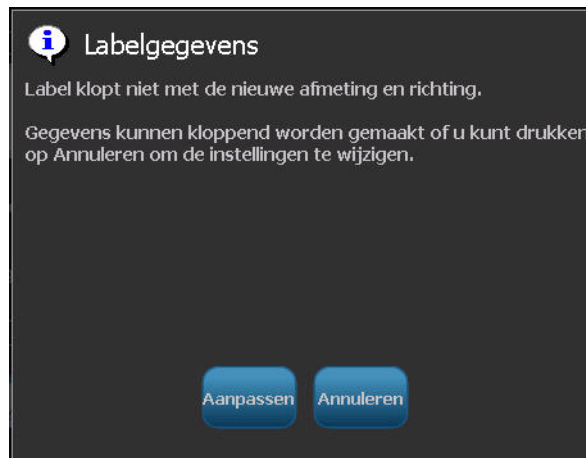 Labelgegevens
Label klopt niet met de nieuwe afmeting en richting.
Gegevens kunnen kloppend worden gemaakt of u kunt drukken
op Annuleren om de instellingen te wijzigen.
Aanpassen Annuleren